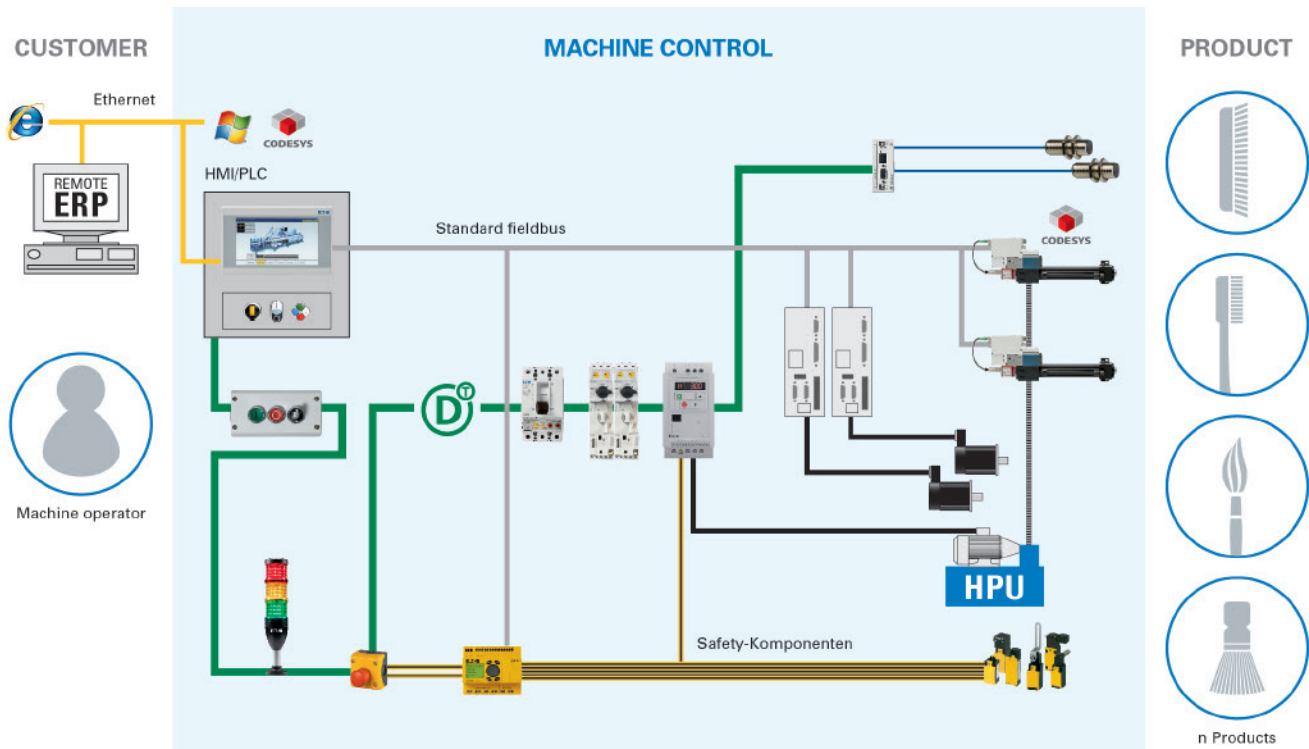 CUSTOMER
MACHINE CONTROL
PRODUCT
Ethernet
CODESYS
HMI/PLC
REMOTE
ERP
Standard fieldbus
CODESYS
D T
Machine operator
HPU
Safety-Komponenten
n Products